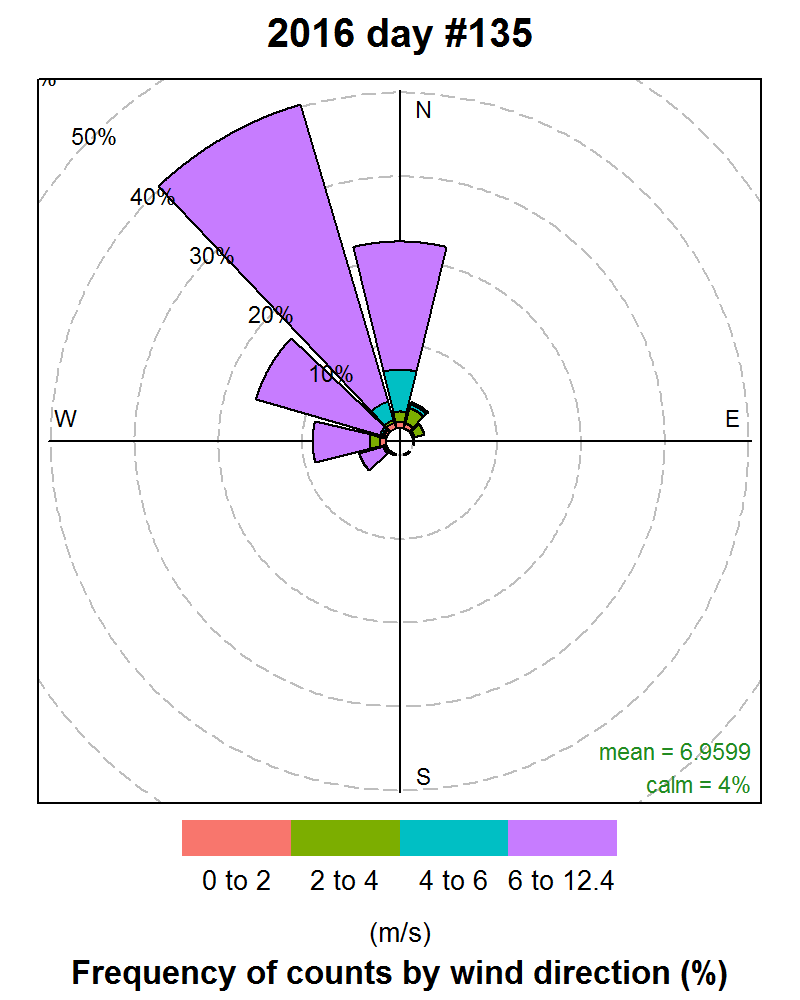 2016 day #135
%
50%
N
40%
30%
20%
10%
W
E
S
mean = 6.9599
calm = 4%
0 to 2
2 to 4
4 to 6
6 to 12.4
(m/s)
Frequency of counts by wind direction (%)